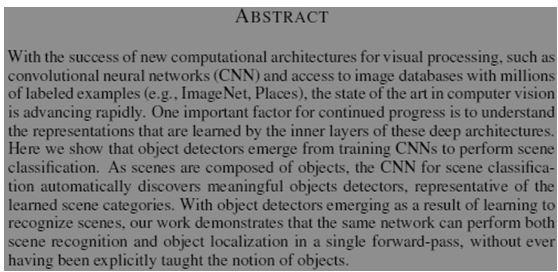 ABSTRACT
With the success of new computational architectures for visual processing, such as
convolutional neural networks (CNN) and access to image databases with millions
of labeled examples (e.g., ImageNet, Places), the state of the art in computer vision
is advancing rapidly. One important factor for continued progress is to understand
the representations that are learned by the inner layers of these deep architectures.
Here we show that object detectors emerge from training CNNs to perform scene
classification. As scenes are composed of objects, the CNN for scene classifica-
tion automatically discovers meaningful objects detectors, representative of the
learned scene categories. With object detectors emerging as a result of learning to
recognize scenes, our work demonstrates that the same network can perform both
scene recognition and object localization in a single forward-pass, without ever
having been explicitly taught the notion of objects.